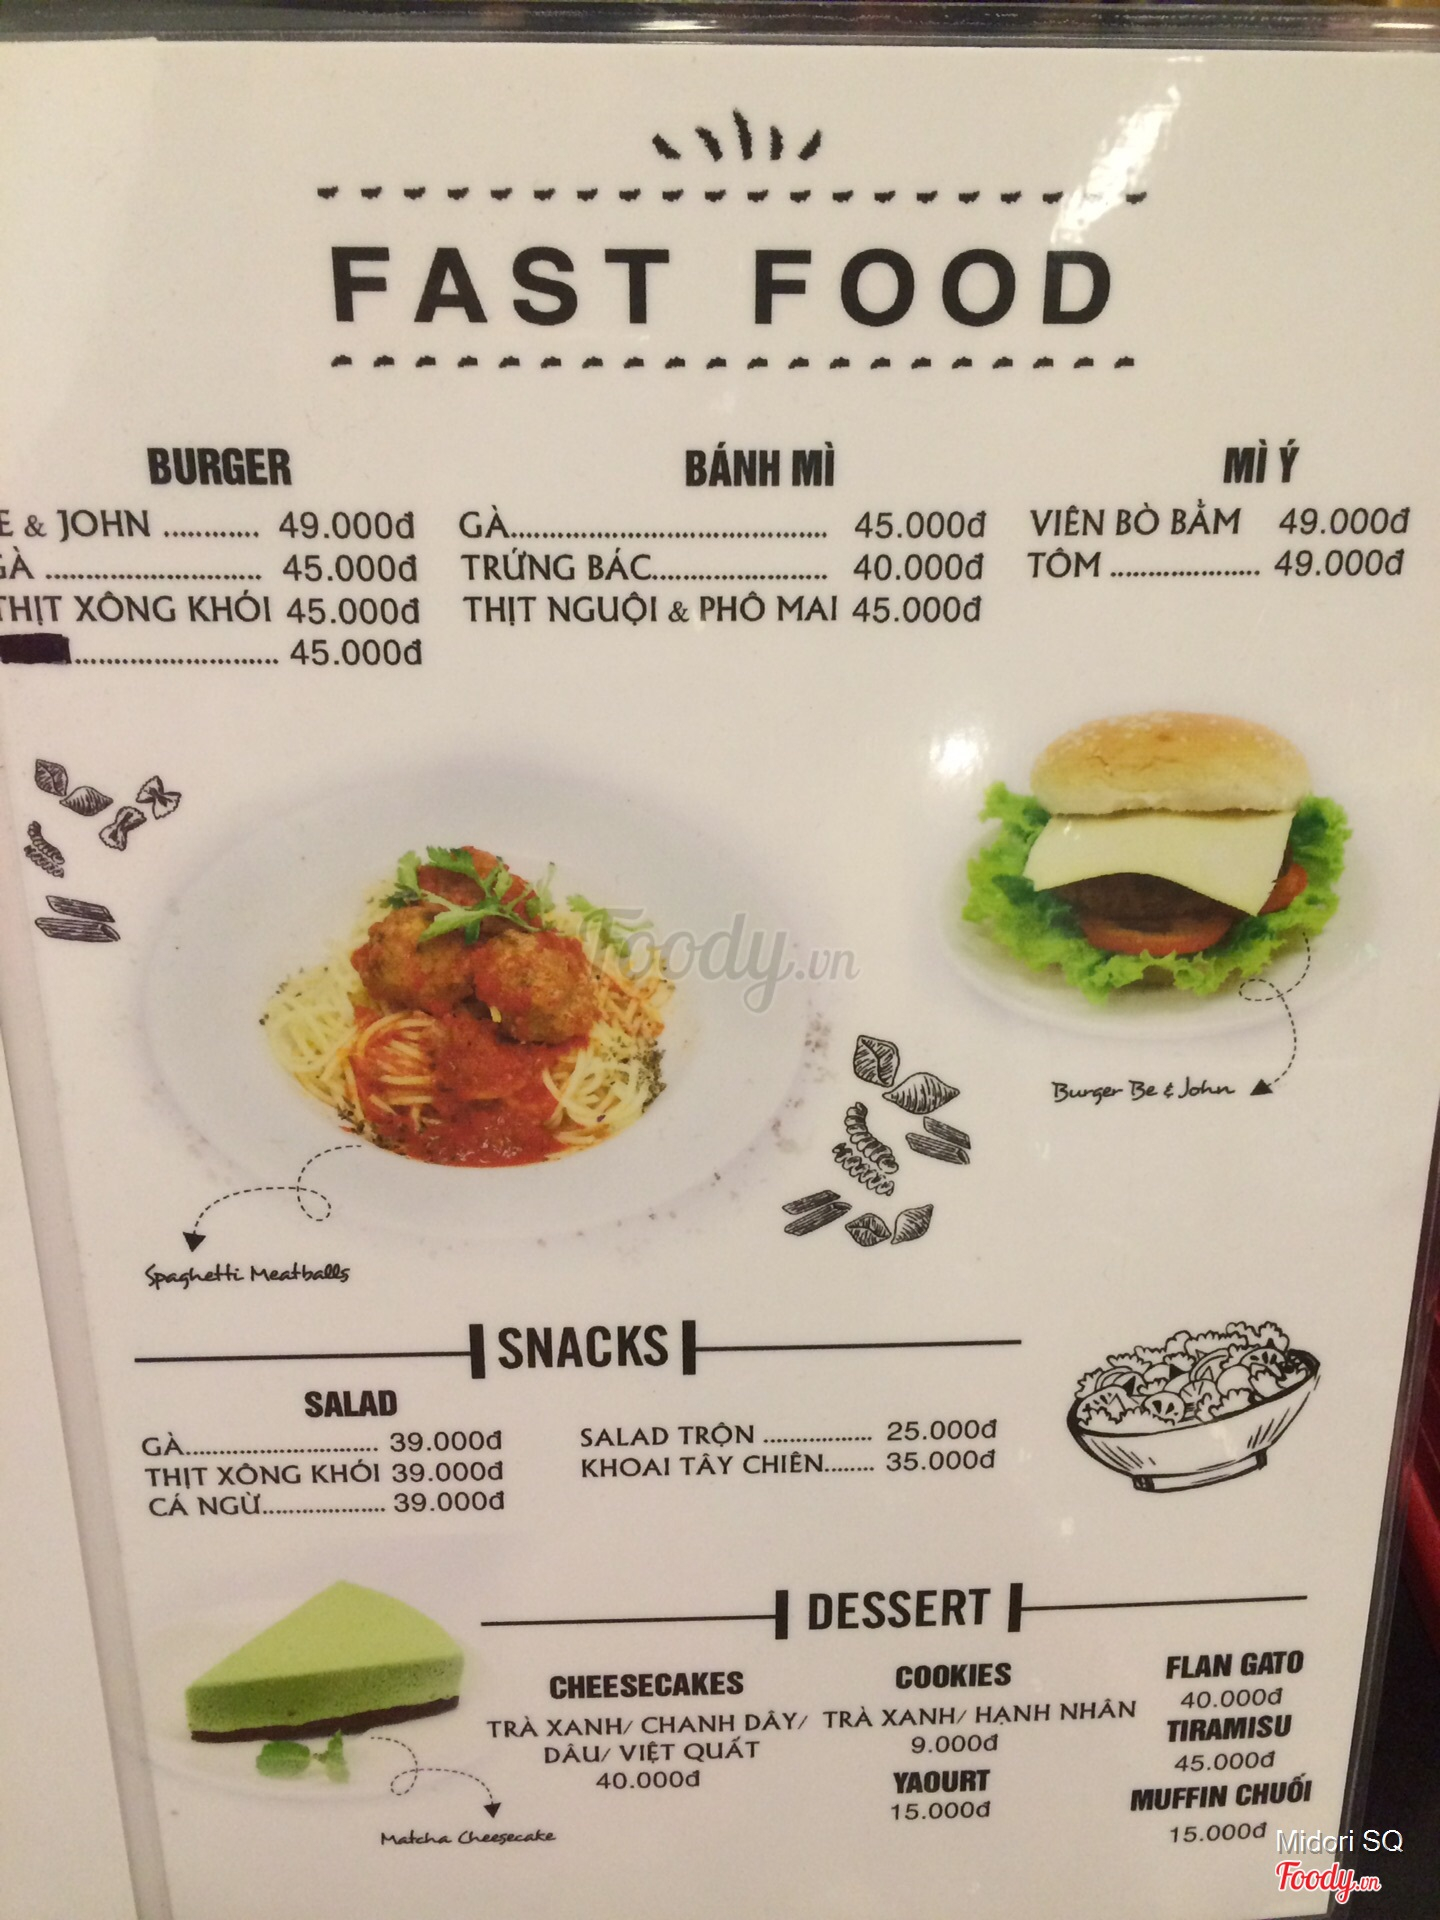 FAST FOOD
BURGER
E & JOHN ............ 49.000đ
GÀ ............................ 45.000đ
THỊT XÔNG KHÓI 45.000đ
........................... 45.000đ
BÁNH MÌ
GÀ.......................................... 45.000đ
TRỨNG BÁC....................... 40.000đ
THỊT NGUỘI & PHÔ MAI 45.000đ
MÌ Ý
VIÊN BÒ BẰM 49.000đ
TÔM .................... 49.000đ
Foody.vn
Burger Be & John
Spaghetti Meatballs
SNACKS
SALAD
GÀ............................. 39.000đ
THỊT XÔNG KHÓI 39.000đ
CÁ NGỪ................... 39.000đ
SALAD TRỘN ................. 25.000đ
KHOAI TÂY CHIÊN........ 35.000đ
DESSERT
CHEESECAKES
TRÀ XANH/ CHANH DÂY/
DÂU/ VIỆT QUẤT
40.000đ
COOKIES
TRÀ XANH/ HẠNH NHÂN
9.000đ
YAOURT
15.000đ
FLAN GATO
40.000đ
TIRAMISU
45.000đ
MUFFIN CHUỐI
15.000đ
Matcha Cheesecake
Midori SQ
Foody.vn